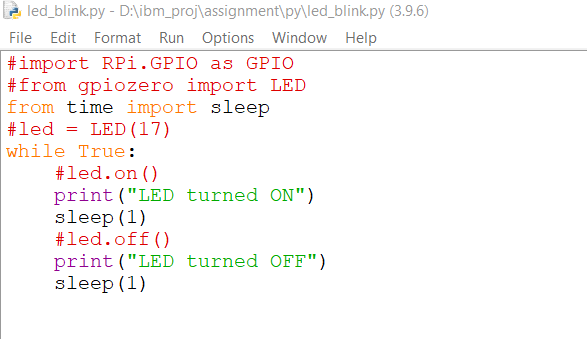 led_blink.py - D:\ibm_proj\assignment\py\led_blink.py (3.9.6)
File Edit Format Run Options Window Help
#import RPi.GPIO as GPIO
#from gpiozero import LED
from time import sleep
#led = LED(17)
while True:
    #led.on()
    print("LED turned ON")
    sleep(1)
    #led.off()
    print("LED turned OFF")
    sleep(1)